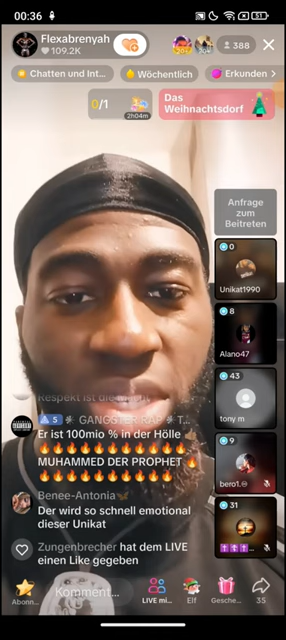 00:36
51
Flexabrenyah
109.2K
388
Chatten und Int...
Wöchentlich
Erkunden
0/1
2h04m
Das
Weihnachtsdorf
Anfrage
zum
Beitreten
0
Unikat1990
8
Alano47
43
tony m
9
bero1.
31
Respekt ist die
5 GANGSTER RAP T...
Er ist 100mio % in der Hölle
🔥🔥🔥🔥🔥🔥🔥🔥🔥🔥🔥
MUHAMMED DER PROPHET 🔥
🔥🔥🔥🔥🔥🔥🔥🔥🔥🔥
Benee-Antonia
Der wird so schnell emotional
dieser Unikat
Zungenbrecher hat dem LIVE
einen Like gegeben
Abonn...
Komment...
LIVE mi...
Elf
Gesche...
35